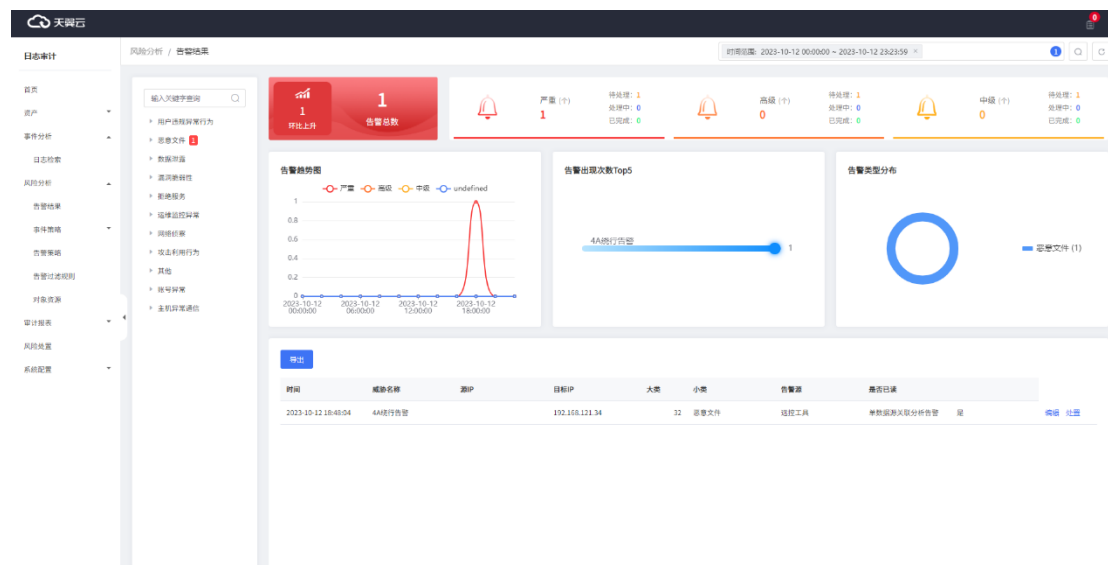 天翼云
0
日志审计
风险分析 / 告警结果
时间范围: 2023-10-12 00:00:00 ~ 2023-10-12 23:23:59 ×
1
首页
资产
事件分析
日志检索
风险分析
告警结果
事件策略
告警策略
告警过滤规则
对象资源
审计报表
风险处置
系统配置
输入关键字查询
用户违规异常行为
恶意文件 1
数据泄露
漏洞脆弱性
拒绝服务
运维监控异常
网络侦察
攻击利用行为
其他
账号异常
主机异常通信
1
环比上升
1
告警总数
严重 (个)
1
待处理: 1
处理中: 0
已完成: 0
高级 (个)
0
待处理: 1
处理中: 0
已完成: 0
中级 (个)
0
待处理: 1
处理中: 0
已完成: 0
告警趋势图
严重 高级 中级 undefined
1
0.8
0.6
0.4
0.2
0
2023-10-12 2023-10-12 2023-10-12 2023-10-12
00:00:00 06:00:00 12:00:00 18:00:00
告警出现次数Top5
4A绕行告警
1
告警类型分布
恶意文件 (1)
导出
时间 威胁名称 源IP 目标IP 大类 小类 告警源 是否已读
2023-10-12 18:48:04 4A绕行告警 192.168.121.34 32 恶意文件 远控工具 单数据源关联分析告警 是 编辑 处置